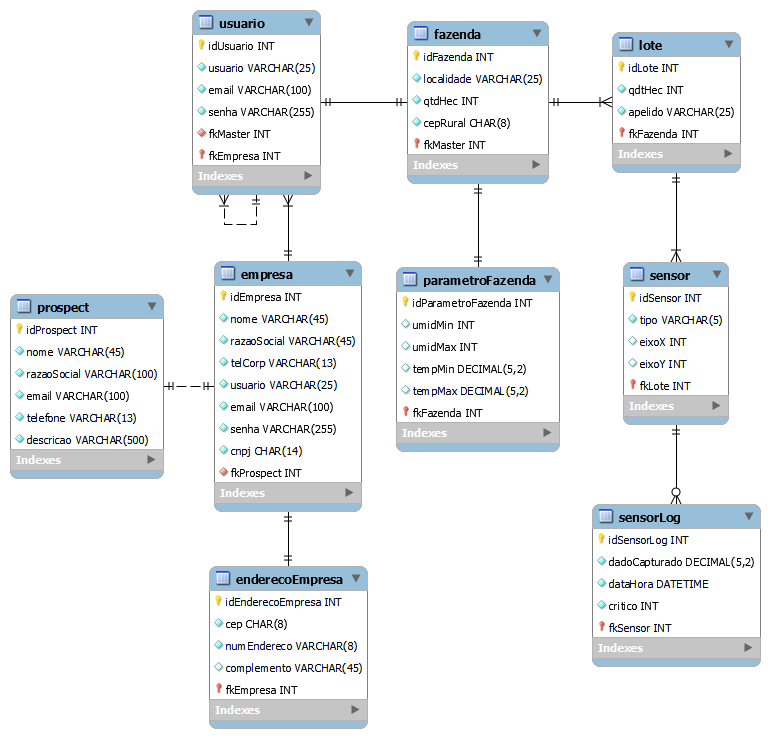 usuario
idUsuario INT
usuario VARCHAR(25)
email VARCHAR(100)
senha VARCHAR(255)
fkMaster INT
fkEmpresa INT
Indexes
fazenda
idFazenda INT
localidade VARCHAR(25)
qtdHec INT
cepRural CHAR(8)
fkMaster INT
Indexes
lote
idLote INT
qdtHec INT
apelido VARCHAR(25)
fkFazenda INT
Indexes
prospect
idProspect INT
nome VARCHAR(45)
razaoSocial VARCHAR(100)
email VARCHAR(100)
telefone VARCHAR(13)
descricao VARCHAR(500)
Indexes
empresa
idEmpresa INT
nome VARCHAR(45)
razaoSocial VARCHAR(45)
telCorp VARCHAR(13)
usuario VARCHAR(25)
email VARCHAR(100)
senha VARCHAR(255)
cnpj CHAR(14)
fkProspect INT
Indexes
parametroFazenda
idParametroFazenda INT
umidMin INT
umidMax INT
tempMin DECIMAL(5,2)
tempMax DECIMAL(5,2)
fkFazenda INT
Indexes
sensor
idSensor INT
tipo VARCHAR(5)
eixoX INT
eixoY INT
fkLote INT
Indexes
enderecoEmpresa
idEnderecoEmpresa INT
cep CHAR(8)
numEndereco VARCHAR(8)
complemento VARCHAR(45)
fkEmpresa INT
Indexes
sensorLog
idSensorLog INT
dadoCapturado DECIMAL(5,2)
dataHora DATETIME
critico INT
fkSensor INT
Indexes